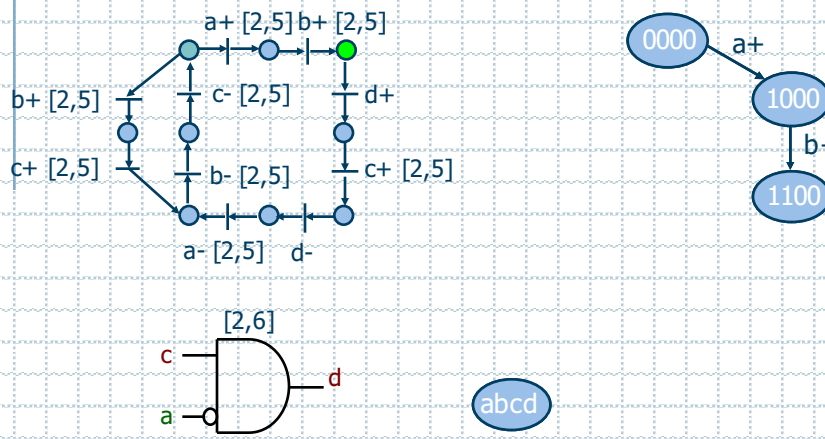 a+ [2,5] b+ [2,5]
b+ [2,5]
c- [2,5]
d+
c+ [2,5]
b- [2,5]
c+ [2,5]
a- [2,5]
d-
0000
a+
1000
1100
[2,6]
c
d
a
abcd